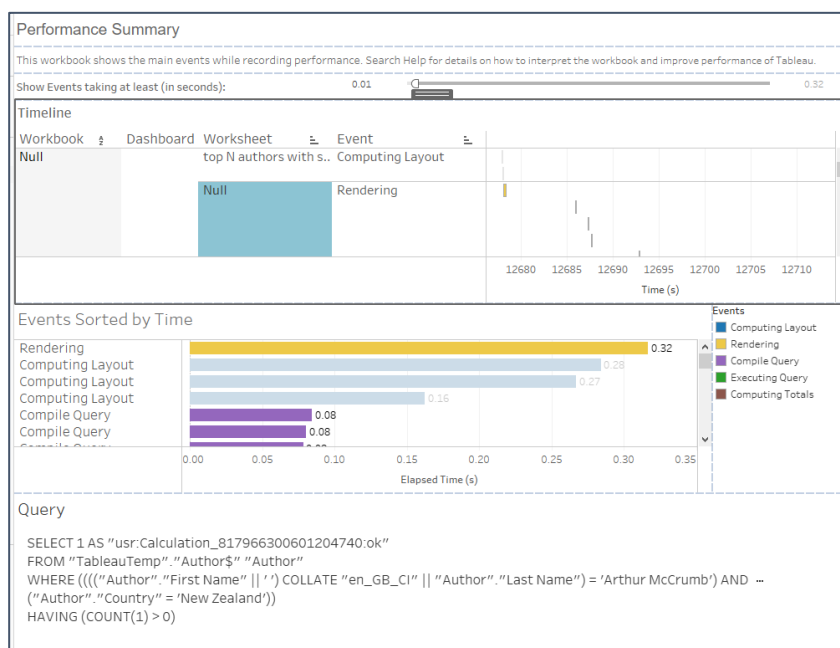 Performance Summary
This workbook shows the main events while recording performance. Search Help for details on how to interpret the workbook and improve performance of Tableau.
Show Events taking at least (in seconds): 0.01 0.32
Timeline
Workbook Dashboard Worksheet Event
Null top N authors with s.. Computing Layout
Null Rendering
12680 12685 12690 12695 12700 12705 12710
Time (s)
Events Sorted by Time
Rendering 0.32
Computing Layout 0.28
Computing Layout 0.27
Computing Layout 0.16
Compile Query 0.08
Compile Query 0.08
0.00 0.05 0.10 0.15 0.20 0.25 0.30 0.35
Elapsed Time (s)
Events
Computing Layout
Rendering
Compile Query
Executing Query
Computing Totals
Query
SELECT 1 AS "usr:Calculation_817966300601204740:ok"
FROM "TableauTemp"."Author$" "Author"
WHERE (((("Author"."First Name" || ' ') COLLATE "en_GB_CI" || "Author"."Last Name") = 'Arthur McCrumb') AND ···
("Author"."Country" = 'New Zealand'))
HAVING (COUNT(1) > 0)